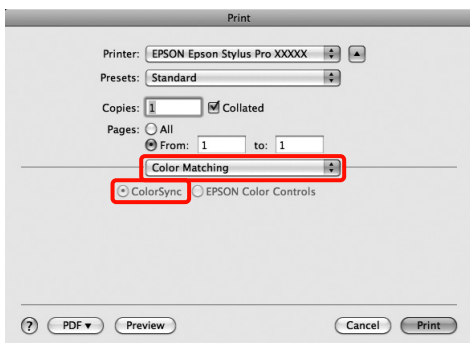 Print
Printer: EPSON Epson Stylus Pro XXXXX
Presets: Standard
Copies: 1 Collated
Pages: All
From: 1 to: 1
Color Matching
ColorSync EPSON Color Controls
? PDF▼ Preview Cancel Print